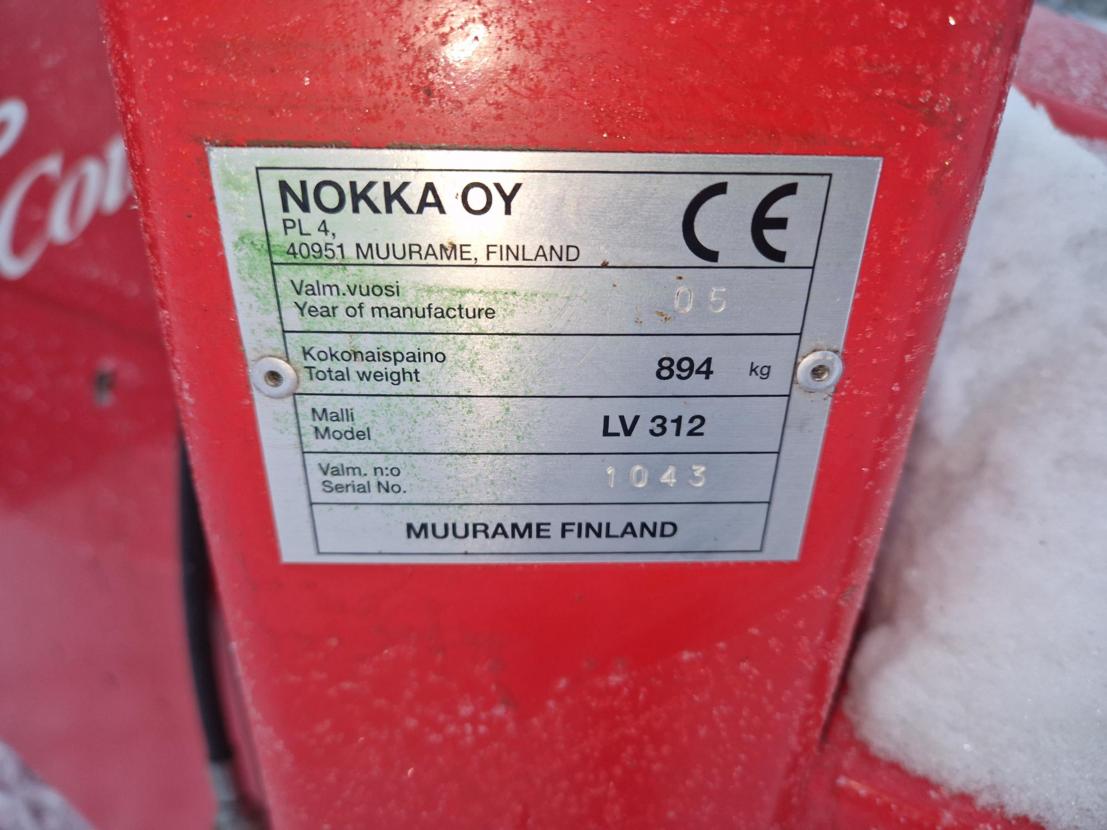 NOKKA OY
PL 4,
40951 MUURAME, FINLAND
CE
Valm.vuosi
Year of manufacture
05
Kokonaispaino
Total weight
894 kg
Malli
Model
LV 312
Valm. n:o
Serial No.
1043
MUURAME FINLAND